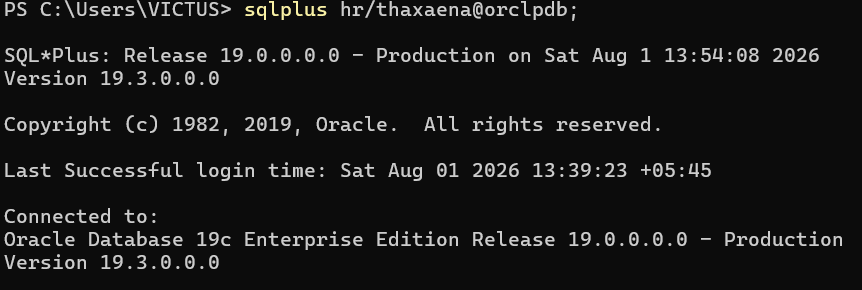 PS C:\Users\VICTUS> sqlplus hr/thaxaena@orclpdb;
SQL*Plus: Release 19.0.0.0.0 - Production on Sat Aug 1 13:54:08 2026
Version 19.3.0.0.0
Copyright (c) 1982, 2019, Oracle.  All rights reserved.
Last Successful login time: Sat Aug 01 2026 13:39:23 +05:45
Connected to:
Oracle Database 19c Enterprise Edition Release 19.0.0.0.0 - Production
Version 19.3.0.0.0